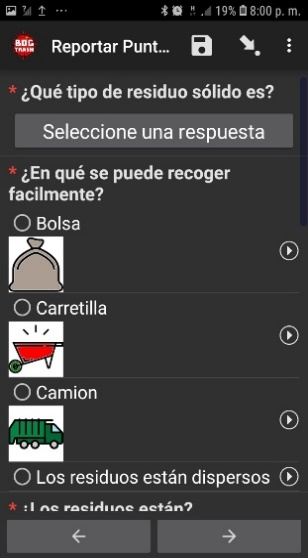 19% 8:00 p. m.
BOG
Reportar Punt...
* ¿Qué tipo de residuo sólido es?
Seleccione una respuesta
* ¿En qué se puede recoger
facilmente?
Bolsa
Carretilla
Camion
Los residuos están dispersos
* ¿Los residuos están?